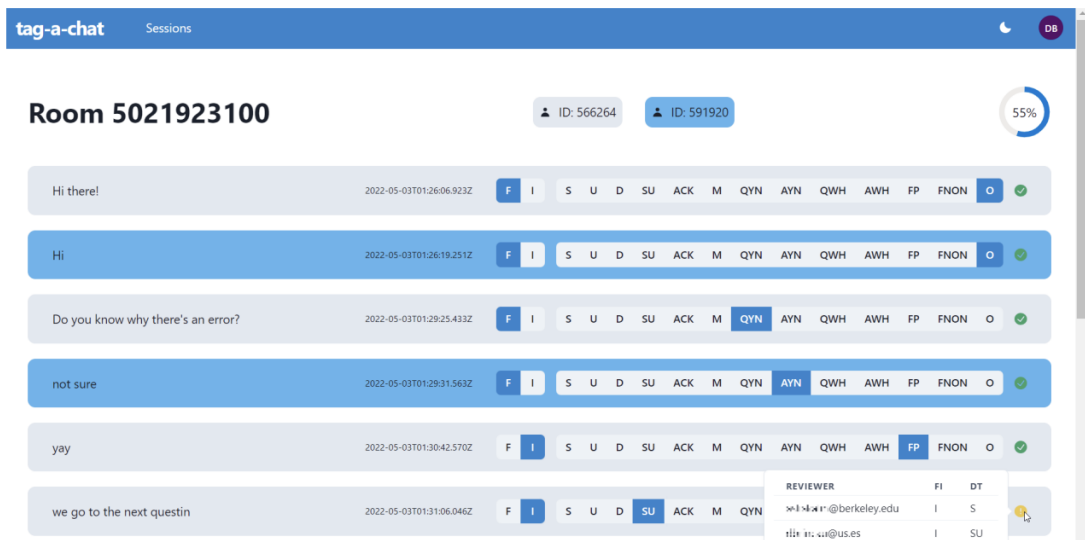 tag-a-chat Sessions DB
Room 5021923100 ID: 566264 ID: 591920 55%
Hi there! 2022-05-03T01:26:06.923Z F I S U D SU ACK M QYN AYN QWH AWH FP FNON O
Hi 2022-05-03T01:26:19.251Z F I S U D SU ACK M QYN AYN QWH AWH FP FNON O
Do you know why there's an error? 2022-05-03T01:29:25.433Z F I S U D SU ACK M QYN AYN QWH AWH FP FNON O
not sure 2022-05-03T01:29:31.563Z F I S U D SU ACK M QYN AYN QWH AWH FP FNON O
yay 2022-05-03T01:30:42.570Z F I S U D SU ACK M QYN AYN QWH AWH FP FNON O
REVIEWER FI DT
@berkeley.edu I S
we go to the next questin 2022-05-03T01:31:06.046Z F I S U D SU ACK M QYN
@us.es I SU